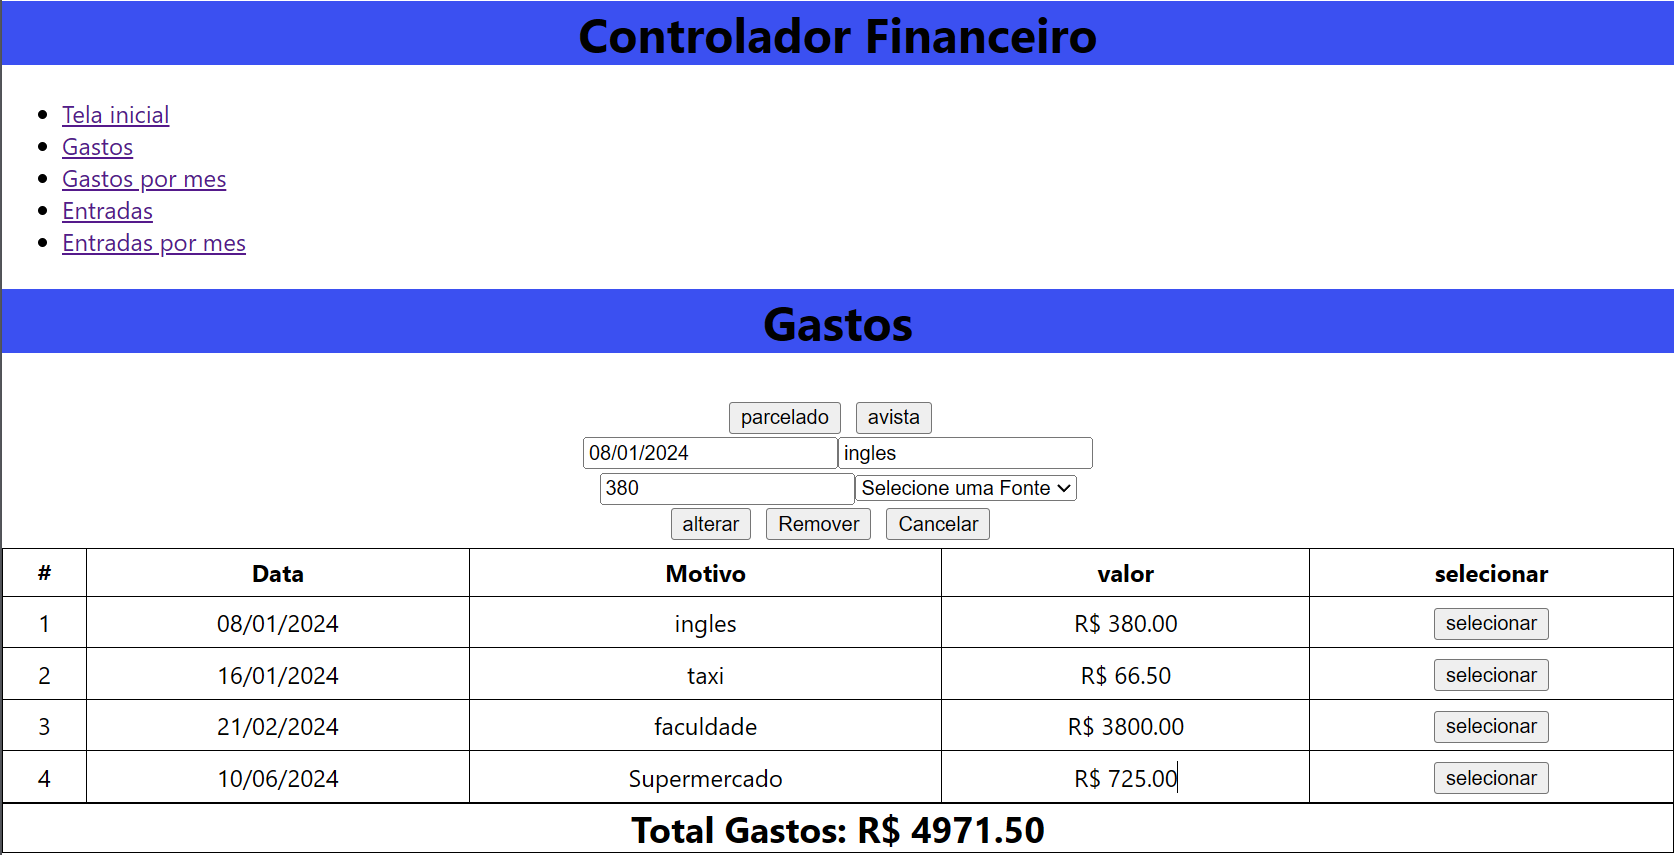 Controlador Financeiro
Tela inicial
Gastos
Gastos por mes
Entradas
Entradas por mes
Gastos
parcelado avista
08/01/2024 ingles
380 Selecione uma Fonte
alterar Remover Cancelar
# Data Motivo valor selecionar
1 08/01/2024 ingles R$ 380.00 selecionar
2 16/01/2024 taxi R$ 66.50 selecionar
3 21/02/2024 faculdade R$ 3800.00 selecionar
4 10/06/2024 Supermercado R$ 725.00 selecionar
Total Gastos: R$ 4971.50